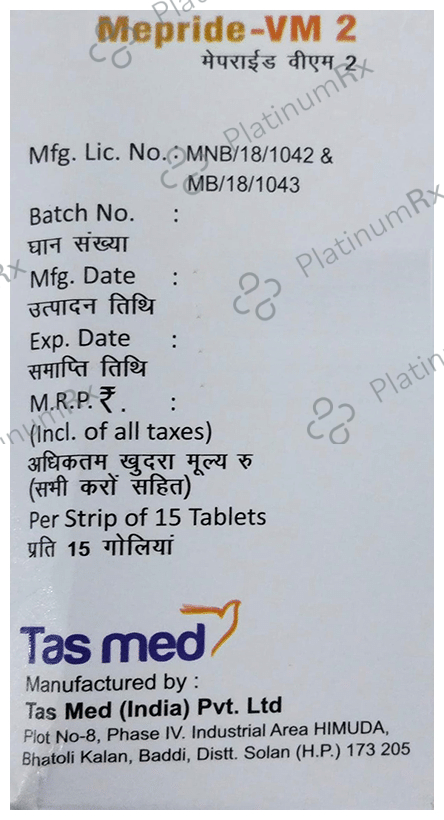 Mepride-VM 2
मेपराईड वीएम 2
Mfg. Lic. No. : MNB/18/1042 &
MB/18/1043
Batch No. :
घान संख्या
Mfg. Date :
उत्पादन तिथि
Exp. Date :
समाप्ति तिथि
M.R.P. ₹ . :
(Incl. of all taxes)
अधिकतम खुदरा मूल्य रु
(सभी करों सहित)
Per Strip of 15 Tablets
प्रति 15 गोलियां
Tas med
Manufactured by :
Tas Med (India) Pvt. Ltd
Plot No-8, Phase IV. Industrial Area HIMUDA,
Bhatoli Kalan, Baddi, Distt. Solan (H.P.) 173 205
PlatinumRx
PlatinumRx